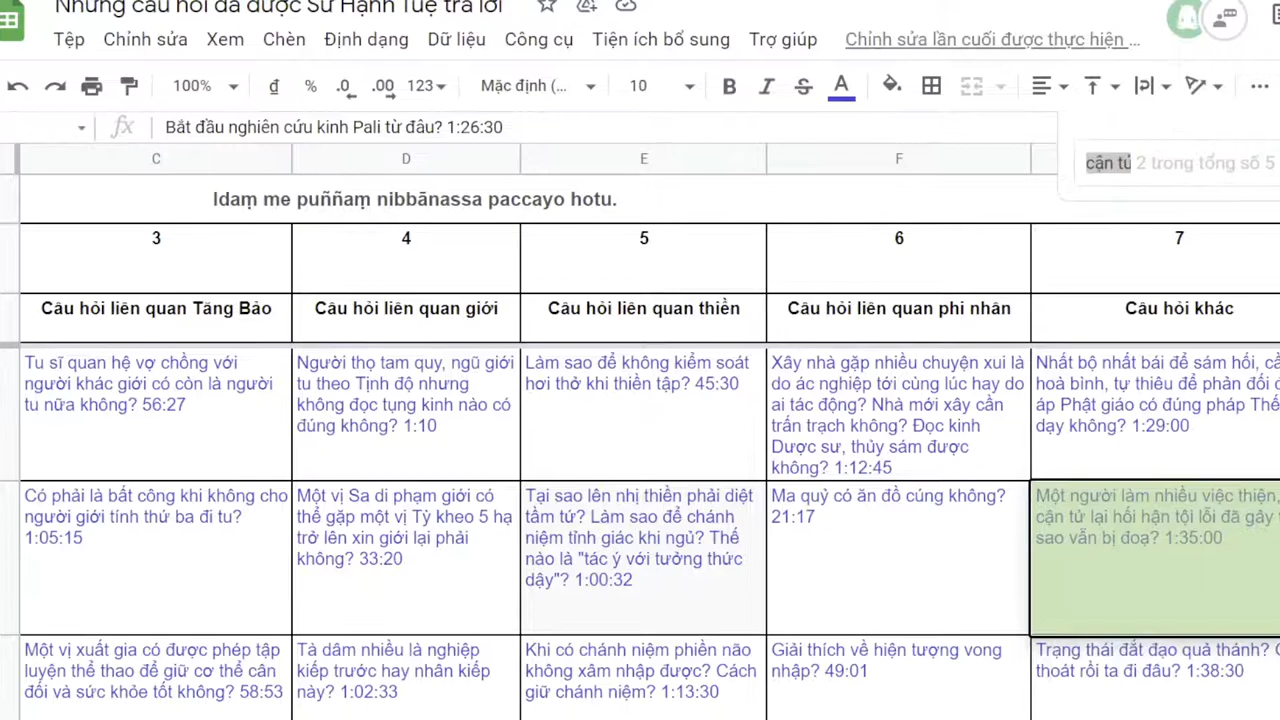 Những câu hỏi đã được Sư Hạnh Tuệ trả lời
Tệp Chỉnh sửa Xem Chèn Định dạng Dữ liệu Công cụ Tiện ích bổ sung Trợ giúp Chỉnh sửa lần cuối được thực hiện ...
100% đ % .0 .00 123 Mặc định (... 10 B I S A
fx Bắt đầu nghiên cứu kinh Pali từ đâu? 1:26:30
cận tử 2 trong tổng số 5
C D E F
Idaṃ me puññaṃ nibbānassa paccayo hotu.
3 4 5 6 7
Câu hỏi liên quan Tăng Bảo
Câu hỏi liên quan giới
Câu hỏi liên quan thiền
Câu hỏi liên quan phi nhân
Câu hỏi khác
Tu sĩ quan hệ vợ chồng với
người khác giới có còn là người
tu nữa không? 56:27
Người thọ tam quy, ngũ giới
tu theo Tịnh độ nhưng
không đọc tụng kinh nào có
đúng không? 1:10
Làm sao để không kiểm soát
hơi thở khi thiền tập? 45:30
Xây nhà gặp nhiều chuyện xui là
do ác nghiệp tới cùng lúc hay do
ai tác động? Nhà mới xây cần
trấn trạch không? Đọc kinh
Dược sư, thủy sám được
không? 1:12:45
Nhất bộ nhất bái để sám hối,
hoà bình, tự thiêu để phản đối
áp Phật giáo có đúng pháp
dạy không? 1:29:00
Có phải là bất công khi không cho
người giới tính thứ ba đi tu?
1:05:15
Một vị Sa di phạm giới có
thể gặp một vị Tỳ kheo 5 hạ
trở lên xin giới lại phải
không? 33:20
Tại sao lên nhị thiền phải diệt
tầm tứ? Làm sao để chánh
niệm tĩnh giác khi ngủ? Thế
nào là "tác ý với tưởng thức
dậy"? 1:00:32
Ma quỷ có ăn đồ cúng không?
21:17
Một người làm nhiều việc thiện,
cận tử lại hối hận tội lỗi đã gây
sao vẫn bị đoạ? 1:35:00
Một vị xuất gia có được phép tập
luyện thể thao để giữ cơ thể cân
đối và sức khỏe tốt không? 58:53
Tà dâm nhiều là nghiệp
kiếp trước hay nhân kiếp
này? 1:02:33
Khi có chánh niệm phiền não
không xâm nhập được? Cách
giữ chánh niệm? 1:13:30
Giải thích về hiện tượng vong
nhập? 49:01
Trạng thái đắt đạo quả thánh?
thoát rồi ta đi đâu? 1:38:30